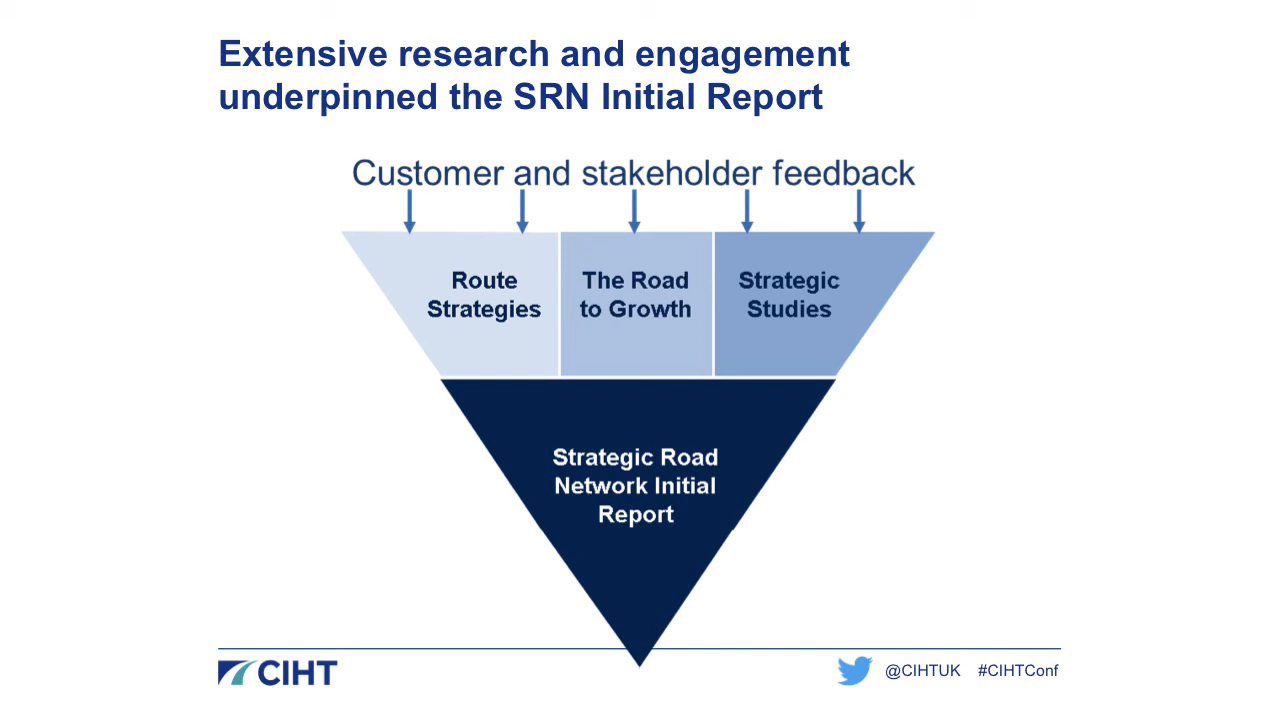 Extensive research and engagement
underpinned the SRN Initial Report
Customer and stakeholder feedback
Route
Strategies
The Road
to Growth
Strategic
Studies
Strategic Road
Network Initial
Report
CIHT
@CIHTUK #CIHTConf